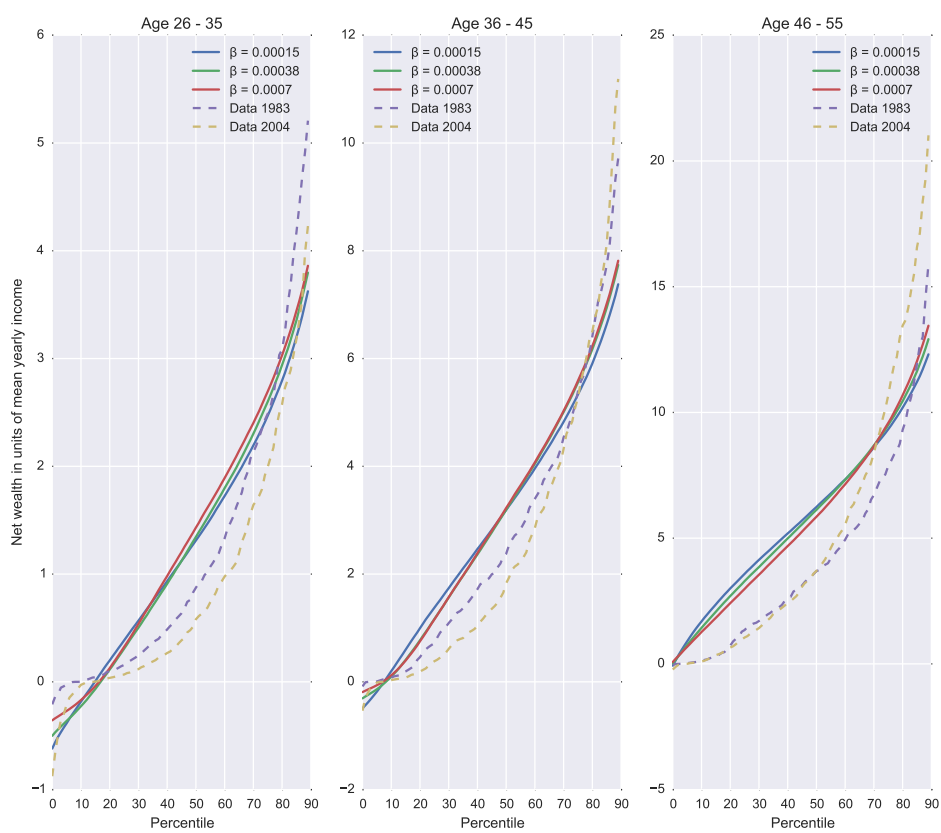 Age 26 - 35
6
5
4
3
2
1
0
−1
β = 0.00015
β = 0.00038
β = 0.0007
Data 1983
Data 2004
0 10 20 30 40 50 60 70 80 90
Percentile
Net wealth in units of mean yearly income
Age 36 - 45
12
10
8
6
4
2
0
−2
β = 0.00015
β = 0.00038
β = 0.0007
Data 1983
Data 2004
0 10 20 30 40 50 60 70 80 90
Percentile
Age 46 - 55
25
20
15
10
5
0
−5
β = 0.00015
β = 0.00038
β = 0.0007
Data 1983
Data 2004
0 10 20 30 40 50 60 70 80 90
Percentile